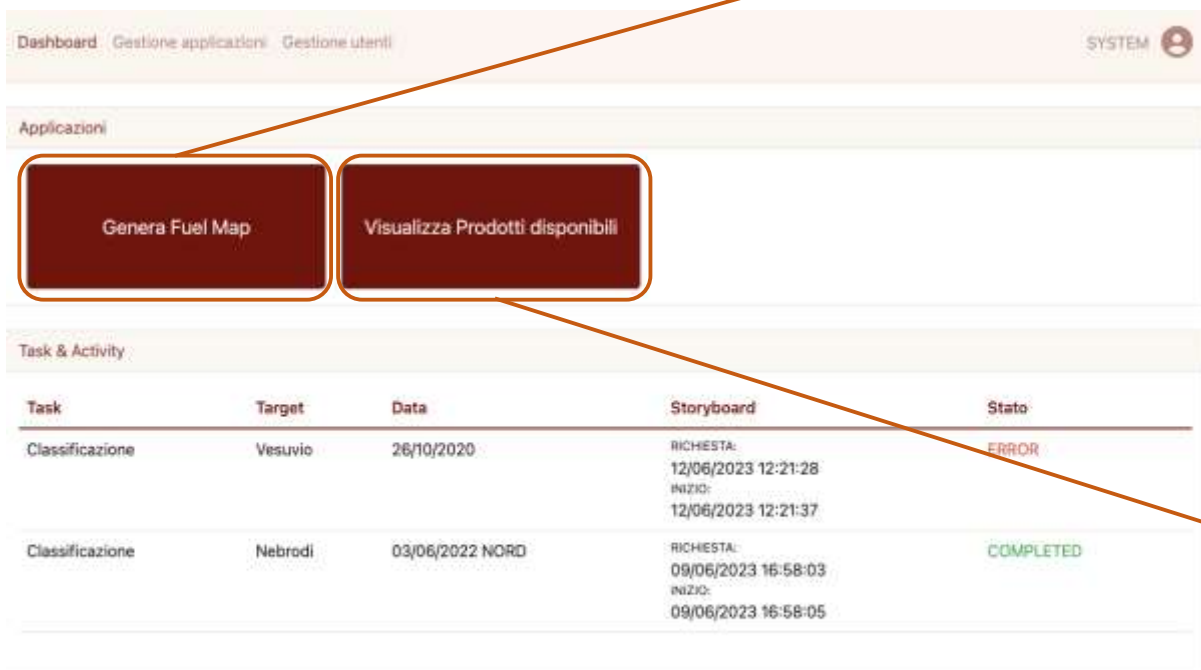 Dashboard Gestione applicazioni Gestione utenti SYSTEM
Applicazioni
Genera Fuel Map Visualizza Prodotti disponibili
Task & Activity
Task Target Data Storyboard Stato
Classificazione Vesuvio 26/10/2020 RICHIESTA: ERROR
12/06/2023 12:21:28
INIZIO:
12/06/2023 12:21:37
Classificazione Nebrodi 03/06/2022 NORD RICHIESTA: COMPLETED
09/06/2023 16:58:03
INIZIO:
09/06/2023 16:58:05